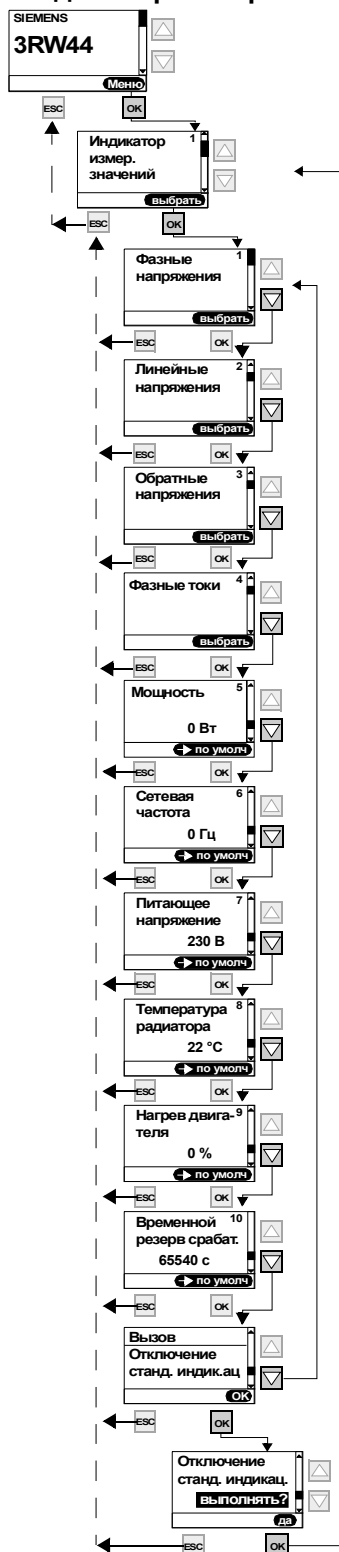 SIEMENS
3RW44
Меню
ESC
OK
Индикатор 1
измер.
значений
выбрать
ESC
OK
Фазные 1
напряжения
выбрать
ESC
OK
Линейные 2
напряжения
выбрать
ESC
OK
Обратные 3
напряжения
выбрать
ESC
OK
Фазные токи 4
выбрать
ESC
OK
Мощность 5
0 Вт
по умолч
ESC
OK
Сетевая 6
частота
0 Гц
по умолч
ESC
OK
Питающее 7
напряжение
230 В
по умолч
ESC
OK
Температура 8
радиатора
22 °C
по умолч
ESC
OK
Нагрев двига- 9
теля
0 %
по умолч
ESC
OK
Временной 10
резерв срабат.
65540 с
по умолч
ESC
OK
Вызов
Отключение
станд. индик.ац
OK
ESC
OK
Отключение
станд. индикац.
выполнять?
да
ESC
OK